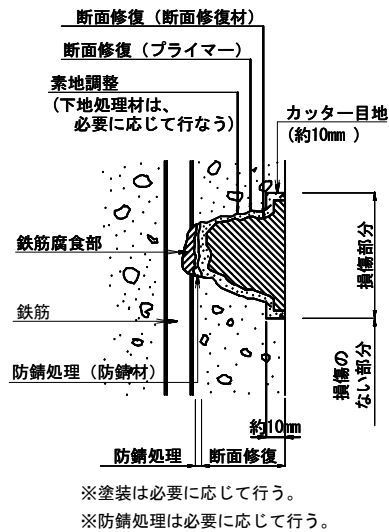 断面修復（断面修復材）
断面修復（プライマー）
素地調整
（下地処理材は、
必要に応じて行なう）
カッター目地
（約10mm ）
鉄筋腐食部
損傷部分
鉄筋
防錆処理（防錆材）
損傷の
ない部分
約10mm
防錆処理
断面修復
※塗装は必要に応じて行う。
※防錆処理は必要に応じて行う。